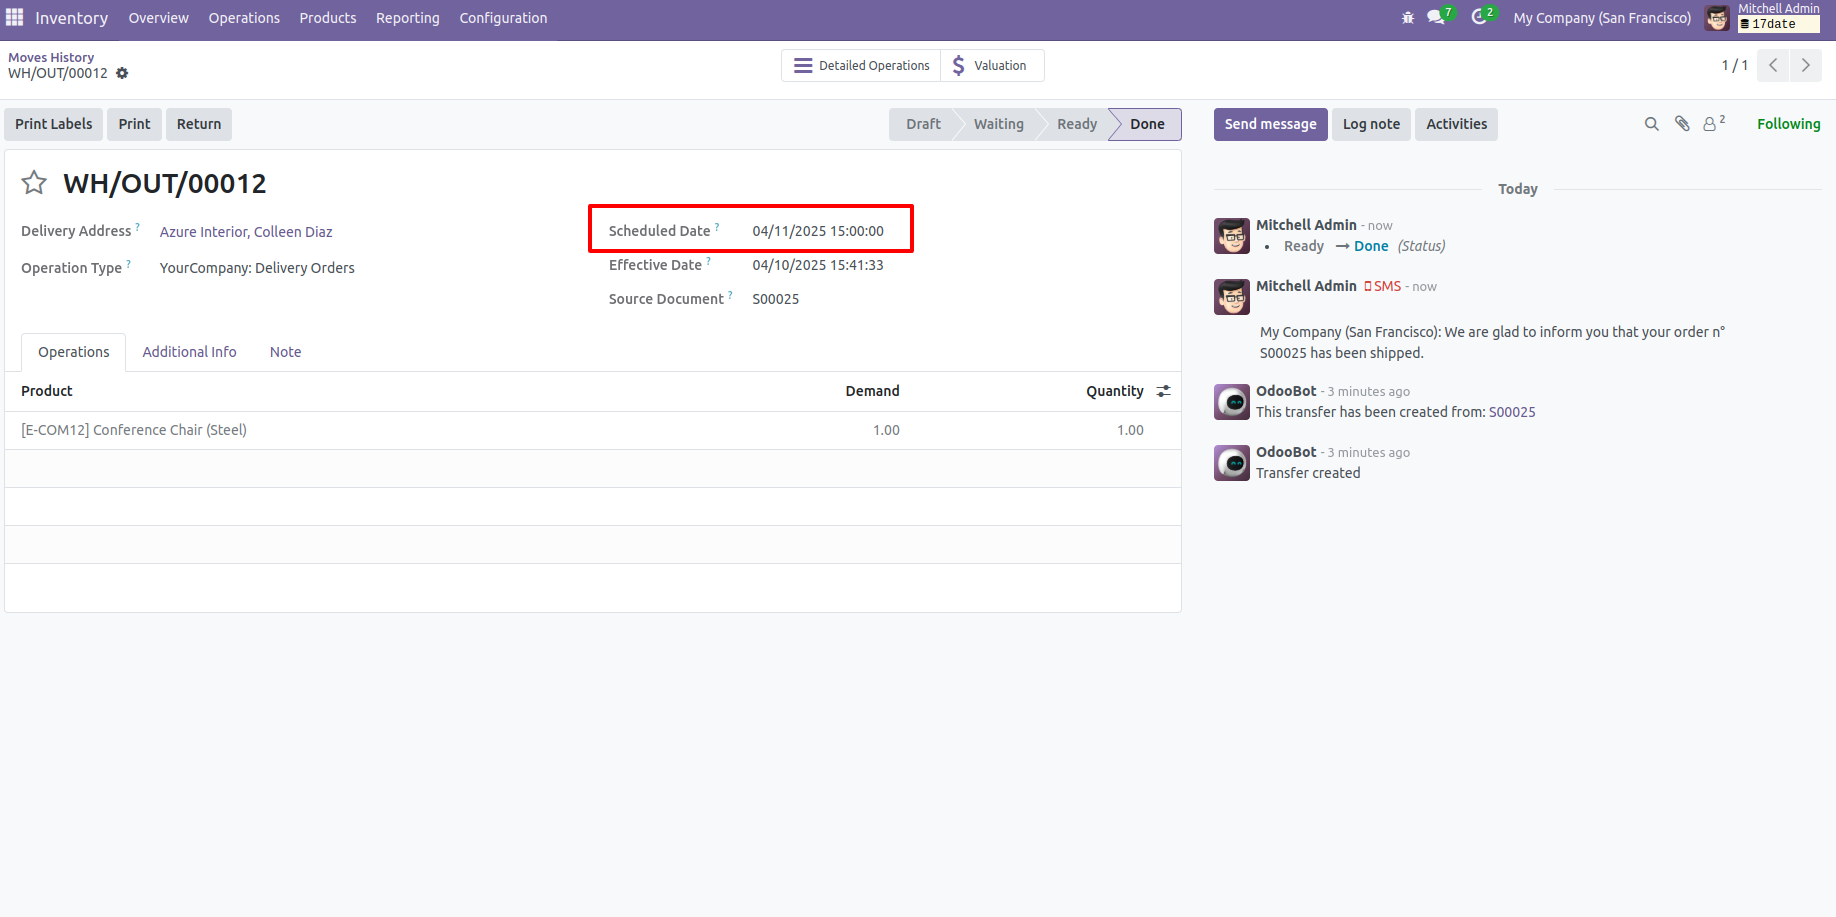 Inventory Overview Operations Products Reporting Configuration 7 2 My Company (San Francisco) Mitchell Admin
17date
Moves History
WH/OUT/00012
Detailed Operations Valuation 1 / 1
Print Labels Print Return Draft Waiting Ready Done Send message Log note Activities 2 Following
WH/OUT/00012
Delivery Address ? Azure Interior, Colleen Diaz
Operation Type ? YourCompany: Delivery Orders
Scheduled Date ? 04/11/2025 15:00:00
Effective Date ? 04/10/2025 15:41:33
Source Document ? S00025
Operations Additional Info Note
Product Demand Quantity
[E-COM12] Conference Chair (Steel) 1.00 1.00
Today
Mitchell Admin - now
• Ready → Done (Status)
Mitchell Admin SMS - now
My Company (San Francisco): We are glad to inform you that your order n°
S00025 has been shipped.
OdooBot - 3 minutes ago
This transfer has been created from: S00025
OdooBot - 3 minutes ago
Transfer created